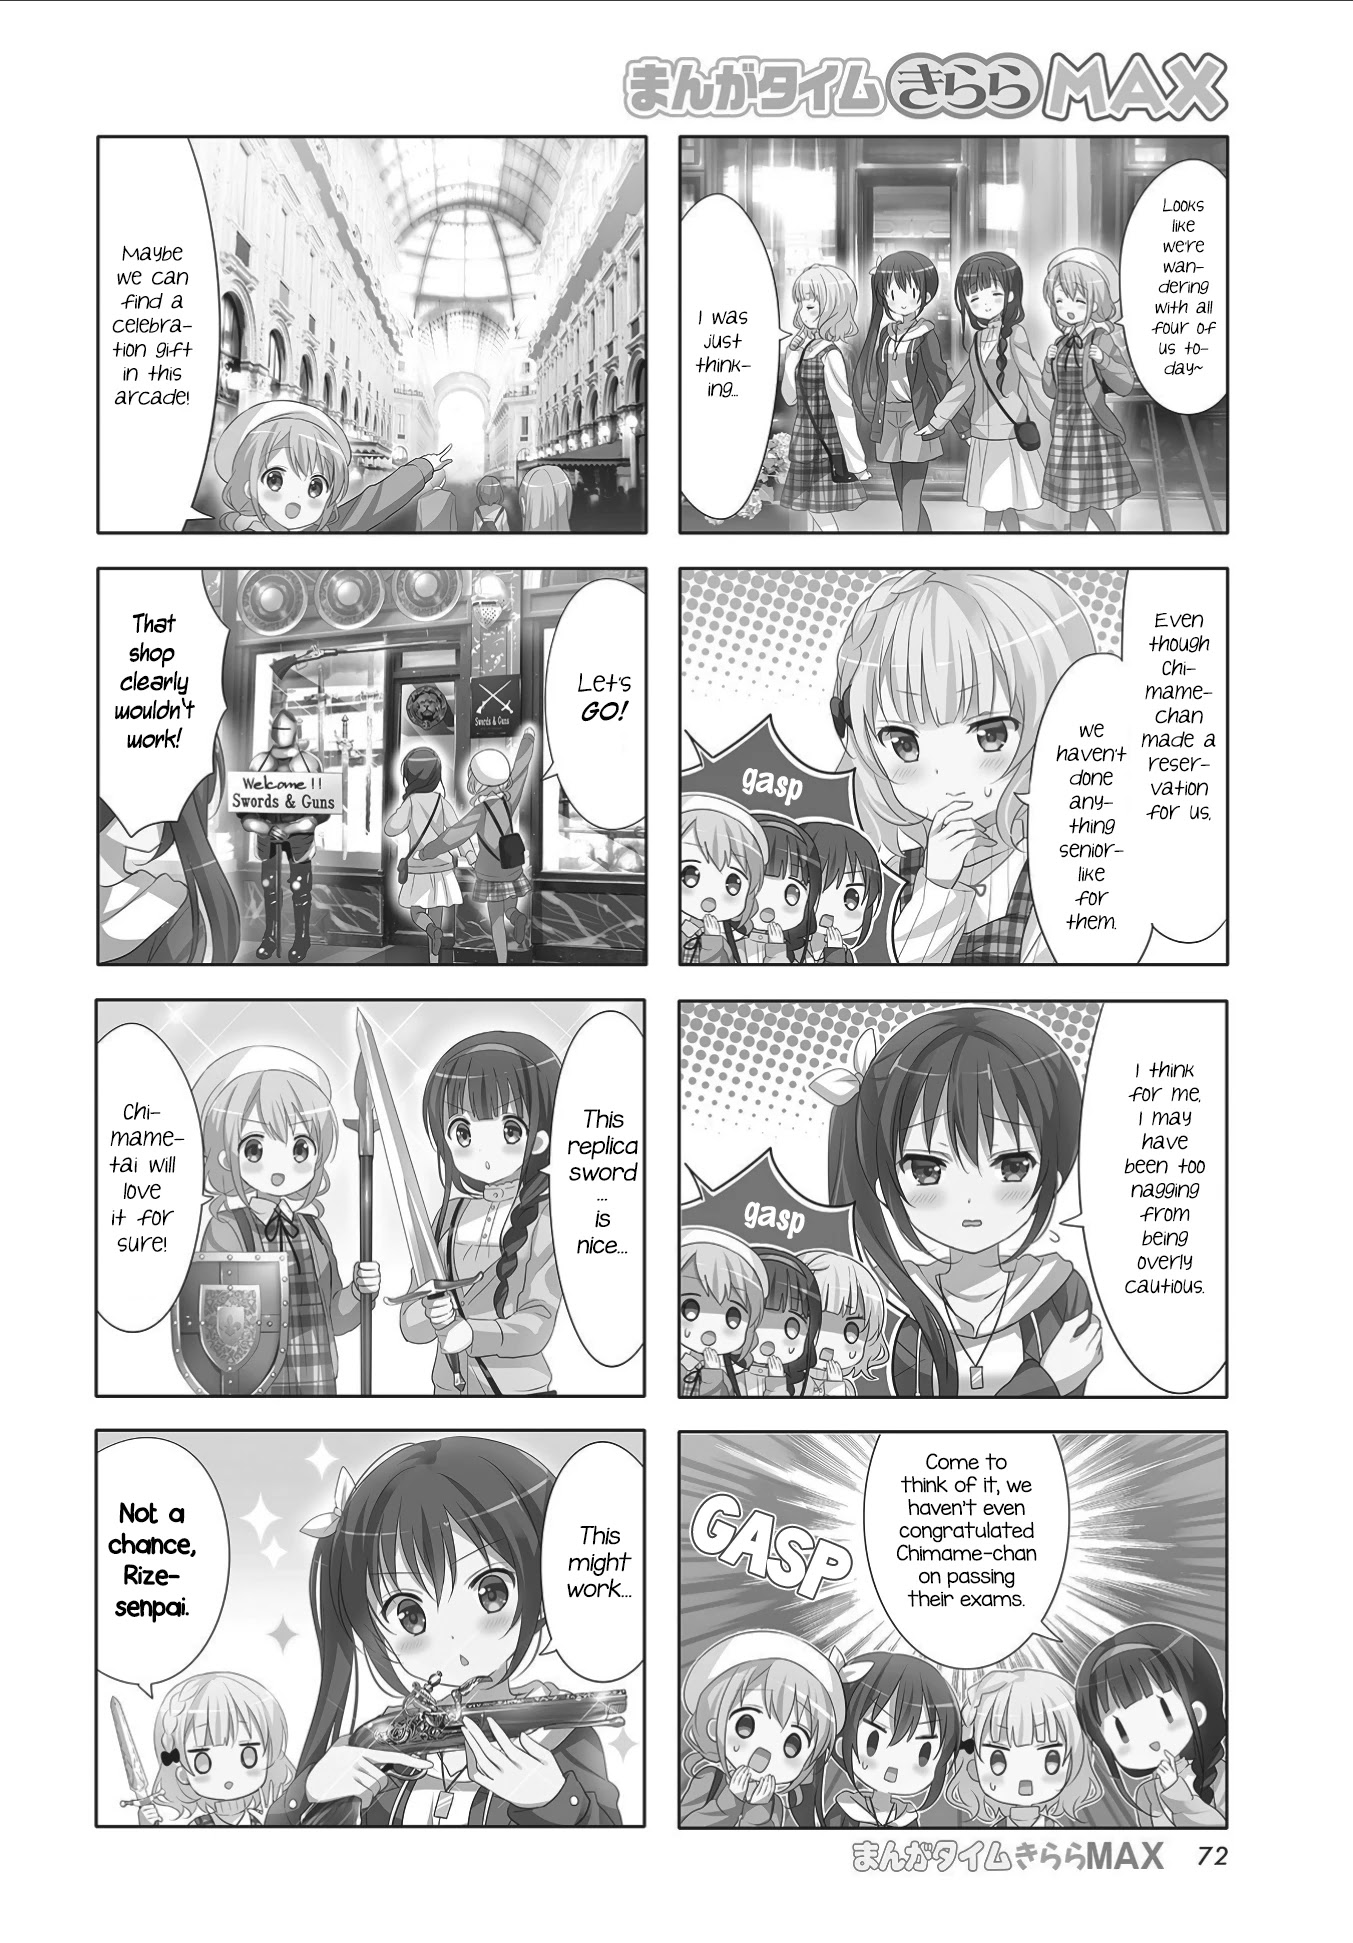 まんがタイムきららMAX
Looks
like
we're
wan-
dering
with all
four of
us to-
day~
I was
just
think-
ing...
Even
though
Chi-
mame-
chan
made a
reser-
vation
for us,
we
haven't
done
any-
thing
senior-
like
for
them.
gasp
I think
for me,
I may
have
been too
nagging
from
being
overly
cautious.
gasp
Come to
think of it, we
haven't even
congratulated
Chimame-chan
on passing
their exams.
GASP
Maybe
we can
find a
celebra-
tion gift
in this
arcade!
Let's
GO!
Swords & Guns
Welcome!!
Swords & Guns
That
shop
clearly
wouldn't
work!
This
replica
sword
...
is
nice...
Chi-
mame-
tai will
love
it for
sure!
This
might
work...
Not a
chance,
Rize-
senpai.
まんがタイムきららMAX 72